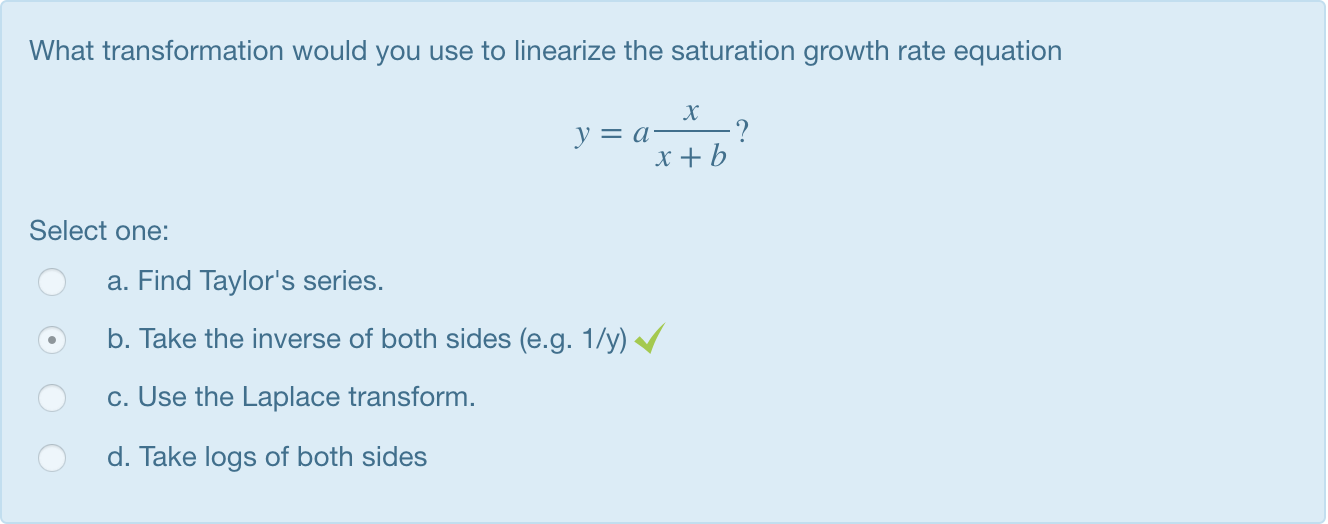 What transformation would you use to linearize the saturation growth rate equation
y = a x / (x + b) ?
Select one:
a. Find Taylor's series.
b. Take the inverse of both sides (e.g. 1/y)
c. Use the Laplace transform.
d. Take logs of both sides